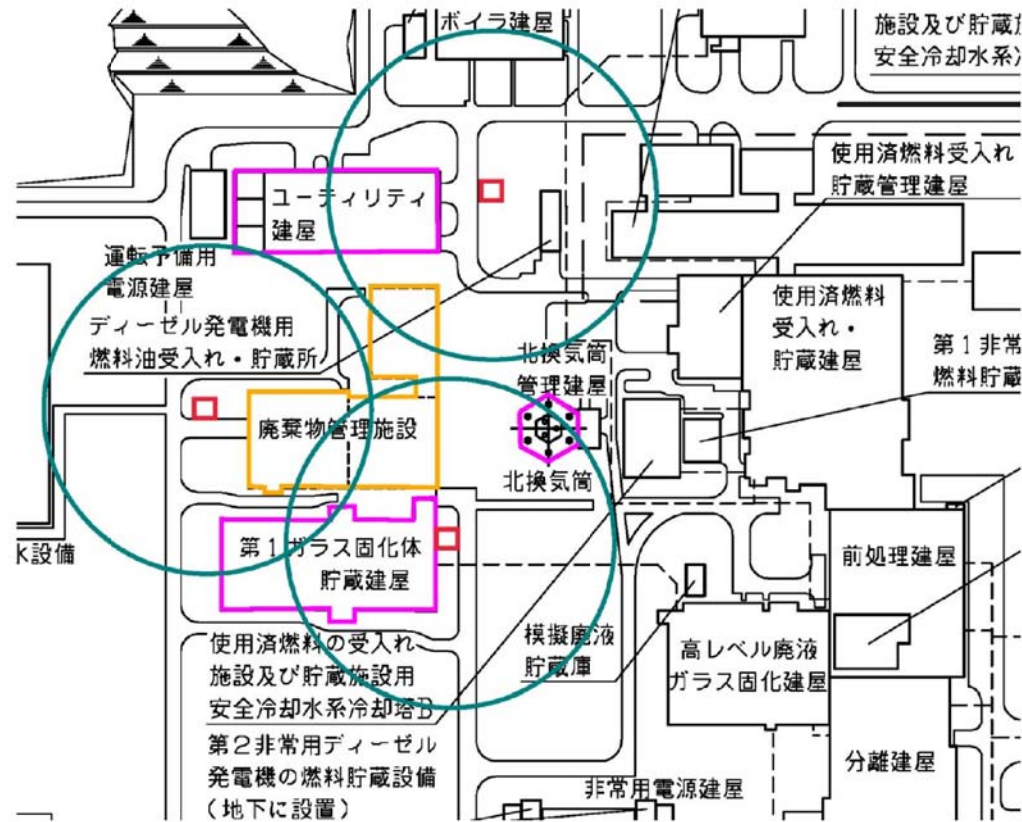 ボイラ建屋
施設及び貯蔵
安全冷却水系
使用済燃料受入れ
貯蔵管理建屋
ユーティリティ
建屋
運転予備用
電源建屋
使用済燃料
受入れ・
貯蔵建屋
ディーゼル発電機用
燃料油受入れ・貯蔵所
北換気筒
管理建屋
第1非常
燃料貯蔵
廃棄物管理施設
北換気筒
水設備
第1ガラス固化体
貯蔵建屋
前処理建屋
使用済燃料の受入れ
施設及び貯蔵施設用
安全冷却水系冷却塔B
模擬廃液
貯蔵庫
高レベル廃液
ガラス固化建屋
第2非常用ディーゼル
発電機の燃料貯蔵設備
(地下に設置)
非常用電源建屋
分離建屋